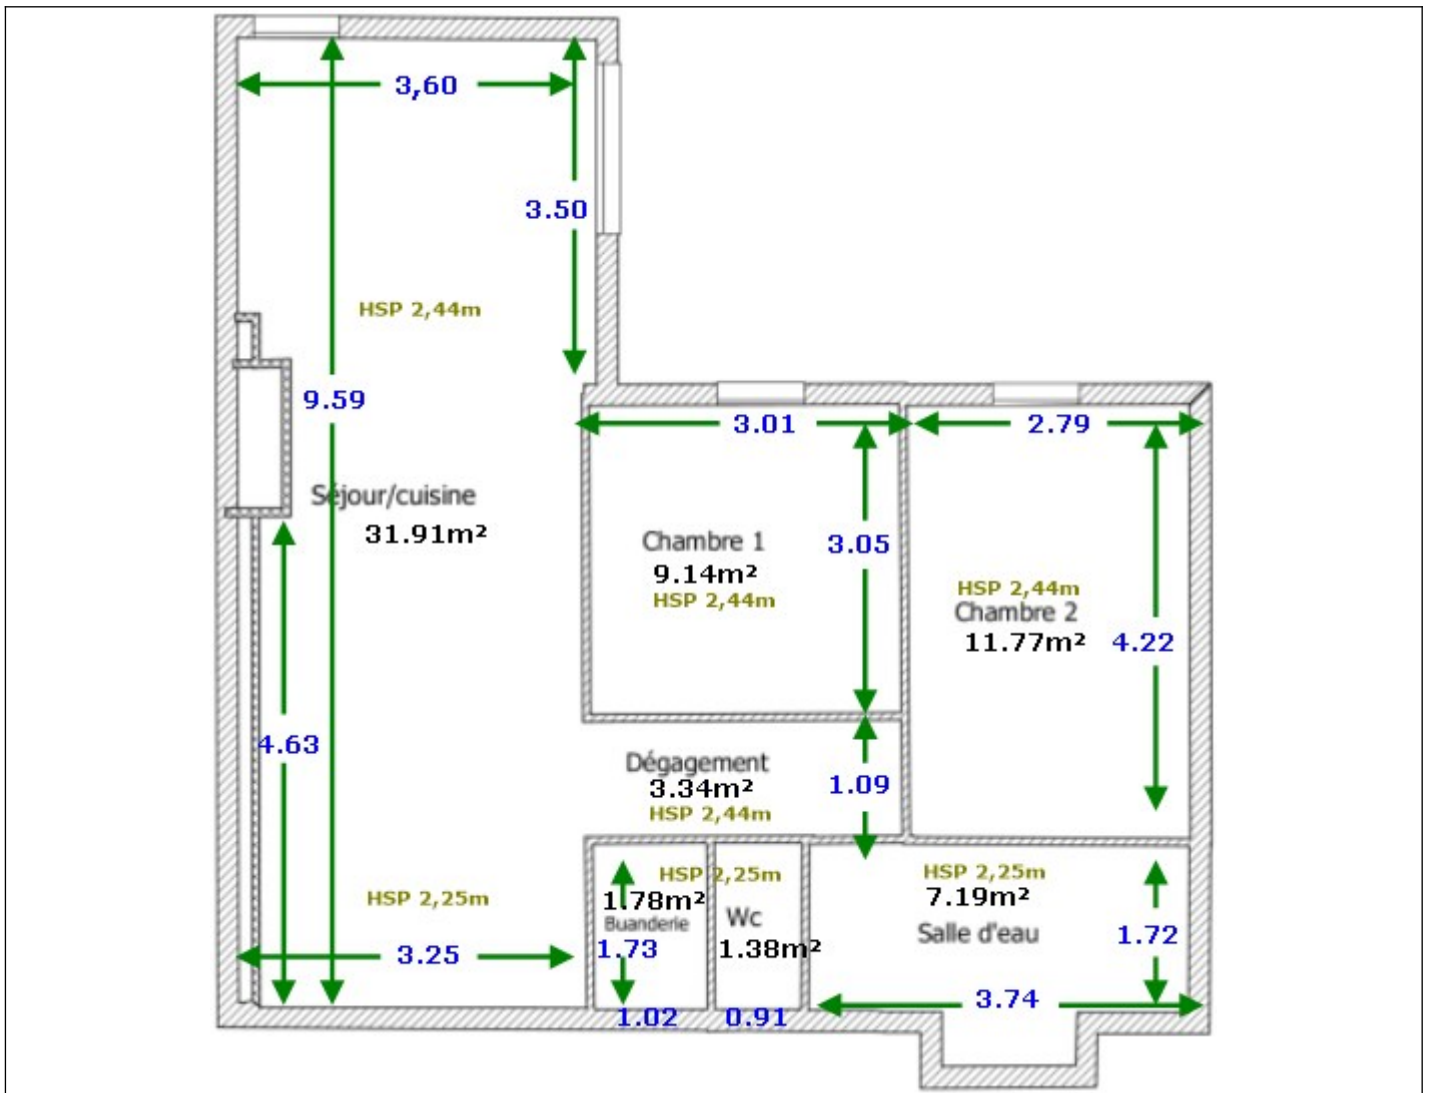 3,60
3.50
HSP 2,44m
9.59
3.01
2.79
Séjour/cuisine
31.91m²
Chambre 1
3.05
9.14m²
HSP 2,44m
HSP 2,44m
Chambre 2
11.77m²
4.22
4.63
Dégagement
3.34m²
1.09
HSP 2,44m
HSP 2,25m
HSP 2,25m
HSP 2,25m
1.78m²
7.19m²
Buanderie
Wc
Salle d'eau
1.73
1.38m²
1.72
3.25
3.74
1.02
0.91